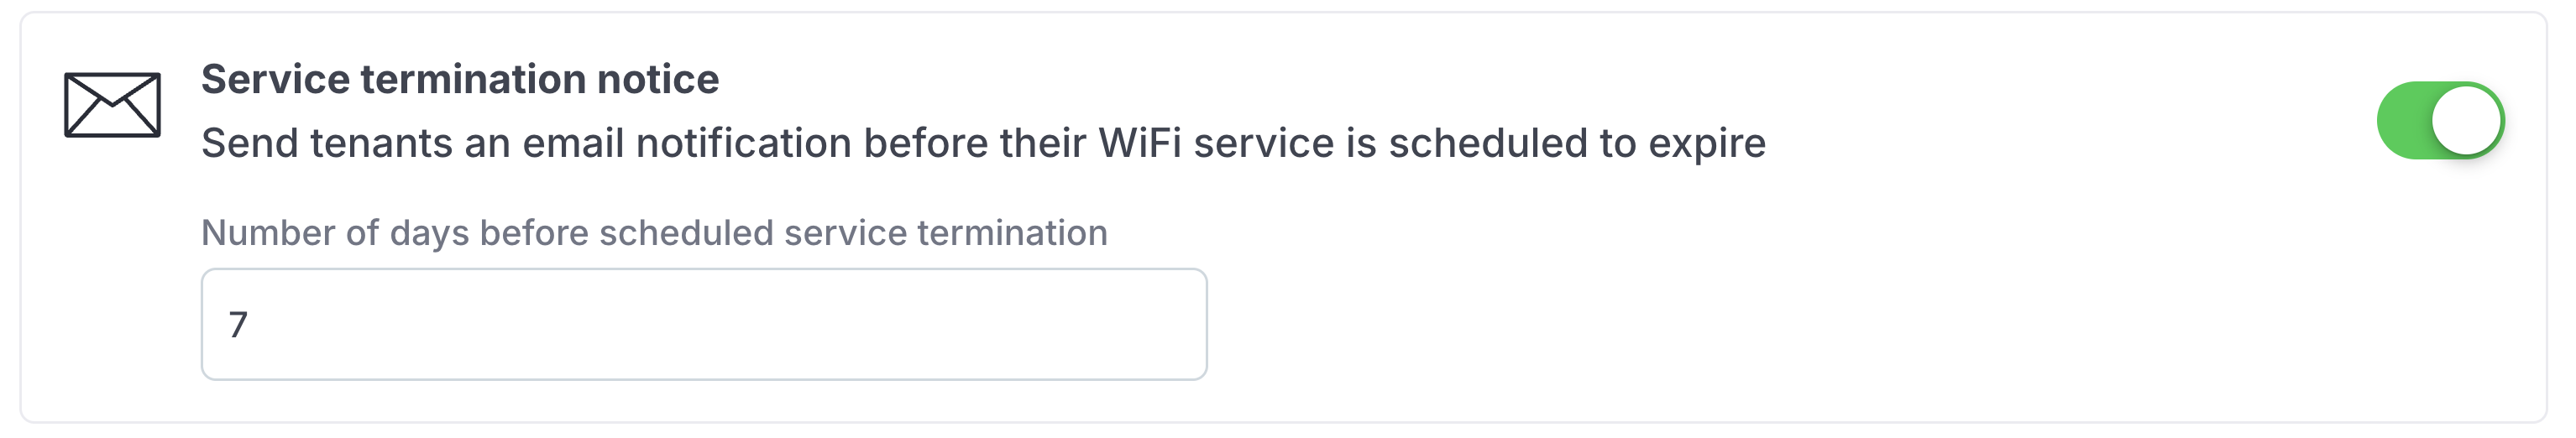 Service termination notice
Send tenants an email notification before their WiFi service is scheduled to expire
Number of days before scheduled service termination
7